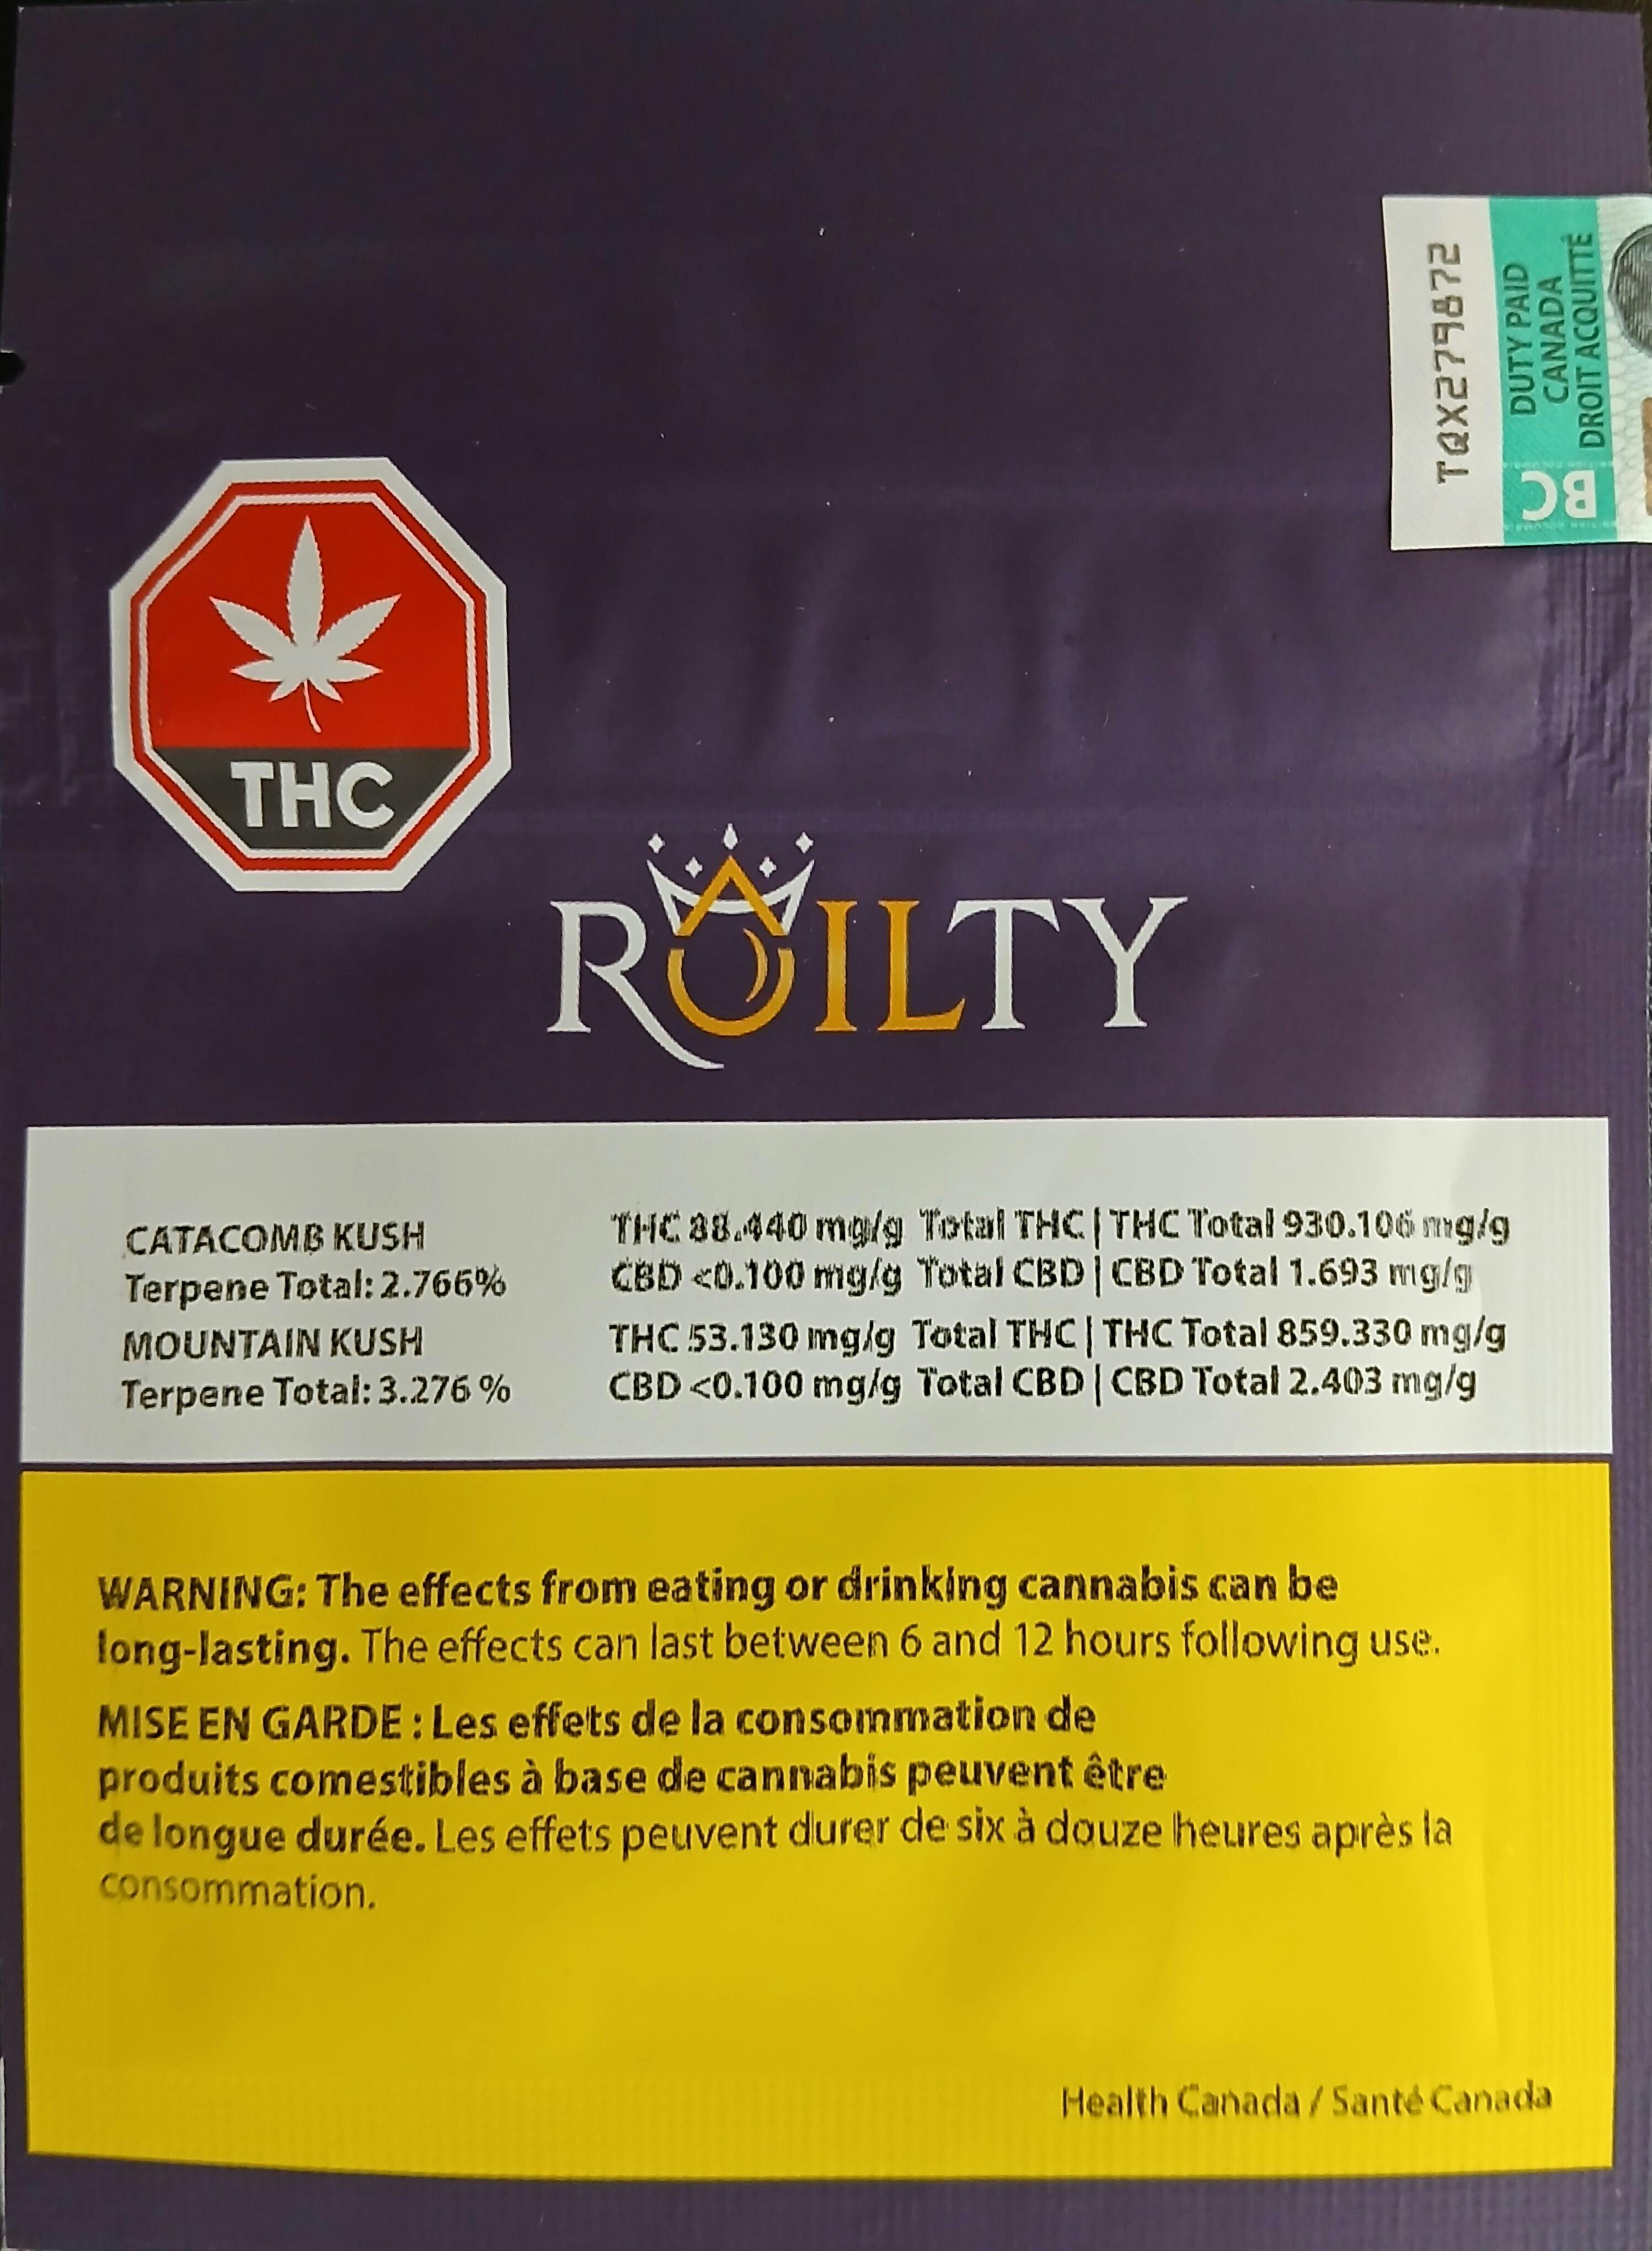 TQX279872
DUTY PAID
CANADA
DROIT ACQUITTÉ
BC
THC
ROILTY
CATACOMB KUSH
Terpene Total: 2.766%
THC 88.440 mg/g Total THC | THC Total 930.106 mg/g
CBD <0.100 mg/g Total CBD | CBD Total 1.693 mg/g
MOUNTAIN KUSH
Terpene Total: 3.276 %
THC 53.130 mg/g Total THC | THC Total 859.330 mg/g
CBD <0.100 mg/g Total CBD | CBD Total 2.403 mg/g
WARNING: The effects from eating or drinking cannabis can be
long-lasting. The effects can last between 6 and 12 hours following use.
MISE EN GARDE : Les effets de la consommation de
produits comestibles à base de cannabis peuvent être
de longue durée. Les effets peuvent durer de six à douze heures après la
consommation.
Health Canada / Santé Canada